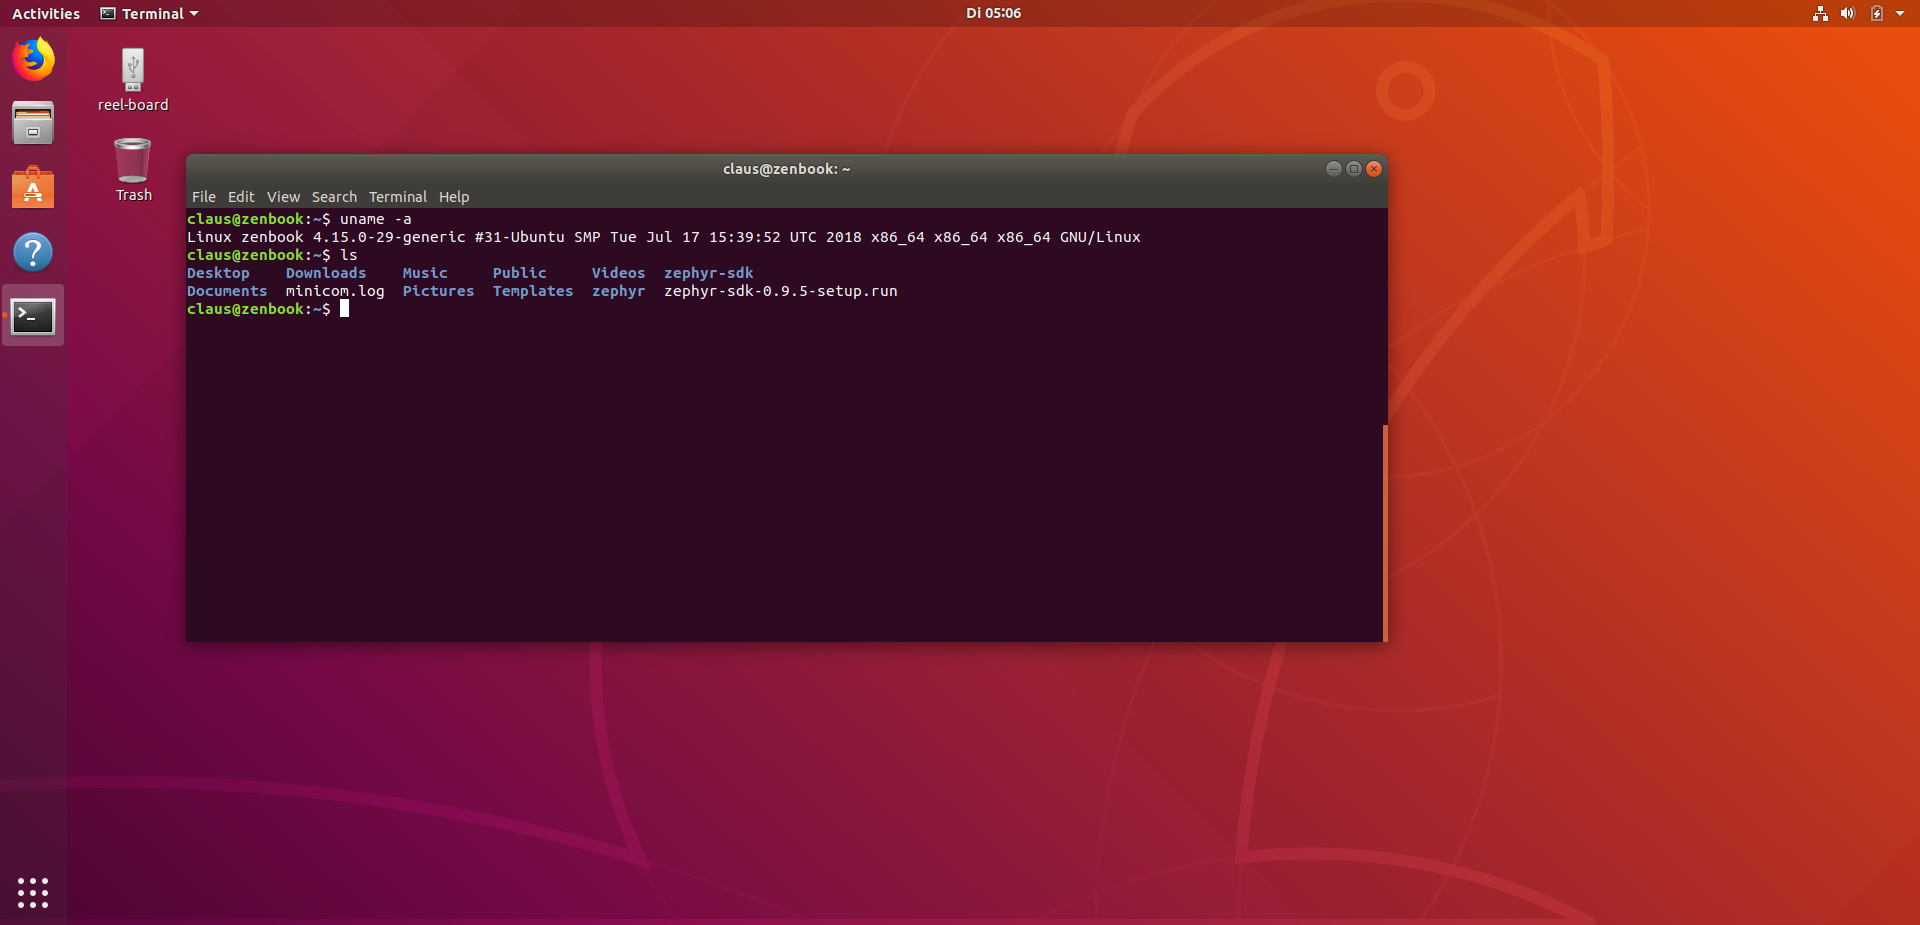 Activities Terminal Di 05:06
reel-board
Trash
claus@zenbook: ~
File Edit View Search Terminal Help
claus@zenbook:~$ uname -a
Linux zenbook 4.15.0-29-generic #31-Ubuntu SMP Tue Jul 17 15:39:52 UTC 2018 x86_64 x86_64 x86_64 GNU/Linux
claus@zenbook:~$ ls
Desktop Downloads Music Public Videos zephyr-sdk
Documents minicom.log Pictures Templates zephyr zephyr-sdk-0.9.5-setup.run
claus@zenbook:~$